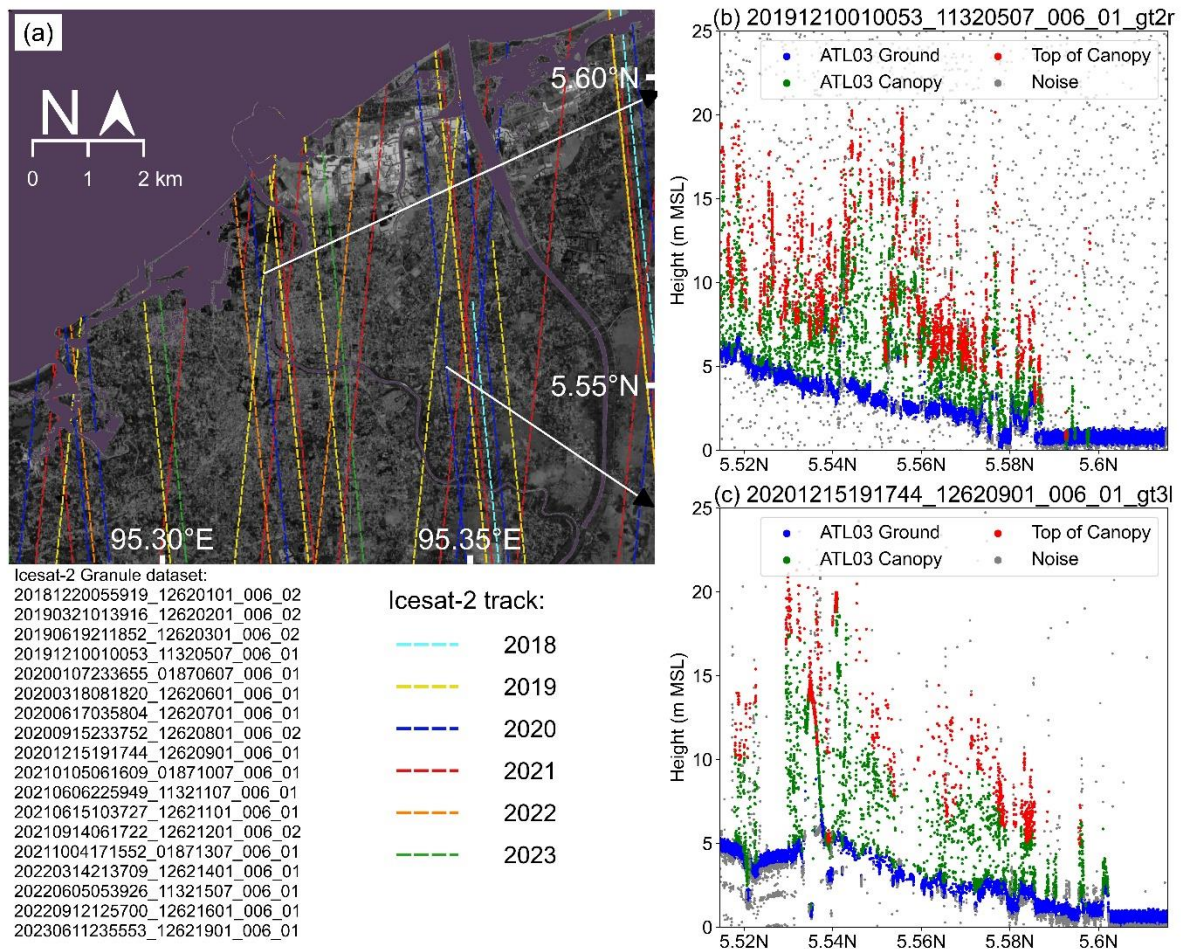 (a)
N
0 1 2 km
5.60°N
5.55°N
95.30°E 95.35°E
Icesat-2 Granule dataset:
20181220055919_12620101_006_02
20190321013916_12620201_006_02
20190619211852_12620301_006_02
20191210010053_11320507_006_01
20200107233655_01870607_006_01
20200318081820_12620601_006_01
20200617035804_12620701_006_01
20200915233752_12620801_006_02
20201215191744_12620901_006_01
20210105061609_01871007_006_01
20210606225949_11321107_006_01
20210615103727_12621101_006_01
20210914061722_12621201_006_02
20211004171552_01871307_006_01
20220314213709_12621401_006_01
20220605053926_11321507_006_01
20220912125700_12621601_006_01
20230611235553_12621901_006_01
Icesat-2 track:
2018
2019
2020
2021
2022
2023
(b) 20191210010053_11320507_006_01_gt2r
ATL03 Ground Top of Canopy
ATL03 Canopy Noise
Height (m MSL)
25
20
15
10
5
0
5.52N 5.54N 5.56N 5.58N 5.6N
(c) 20201215191744_12620901_006_01_gt3l
ATL03 Ground Top of Canopy
ATL03 Canopy Noise
Height (m MSL)
25
20
15
10
5
0
5.52N 5.54N 5.56N 5.58N 5.6N